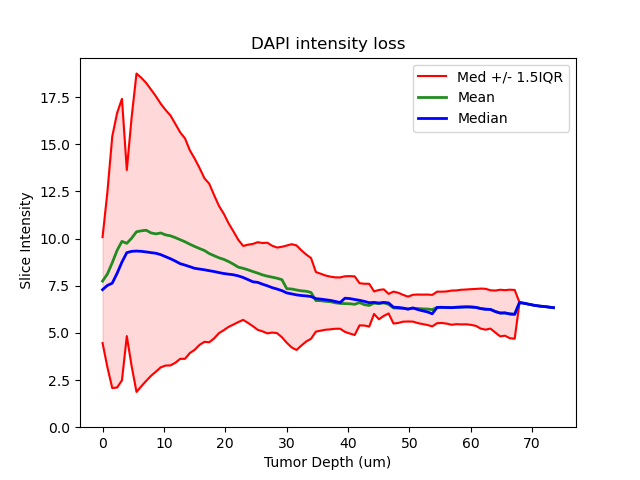 DAPI intensity loss
Med +/- 1.5IQR
Mean
Median
Slice Intensity
17.5
15.0
12.5
10.0
7.5
5.0
2.5
0.0
0 10 20 30 40 50 60 70
Tumor Depth (um)